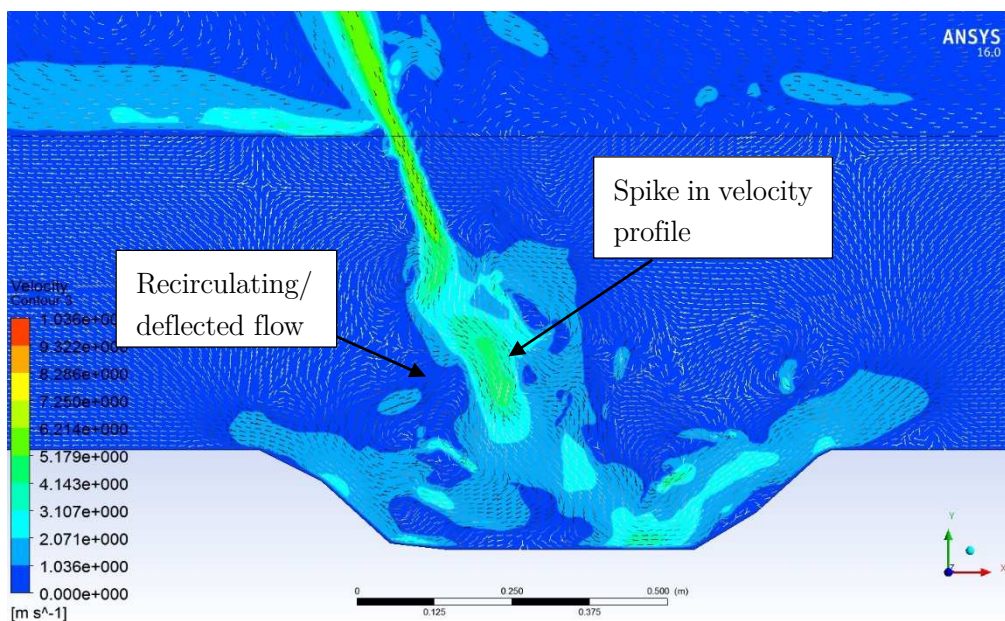 ANSYS
16.0
Spike in velocity
profile
Recirculating/
deflected flow
Velocity
Contour 3
1.036e+00
9.322e+000
8.286e+000
7.250e+000
6.214e+000
5.179e+000
4.143e+000
3.107e+000
2.071e+000
1.036e+000
0.000e+000
[m s^-1]
0 0.250 0.500 (m)
0.125 0.375
Y
Z X